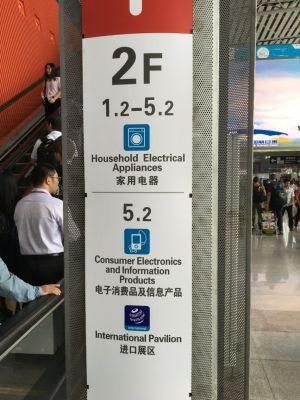 2F
1.2–5.2
Household Electrical
Appliances
家用电器
5.2
Consumer Electronics
and Information
Products
电子消费品及信息产品
International
International Pavilion
进口展区